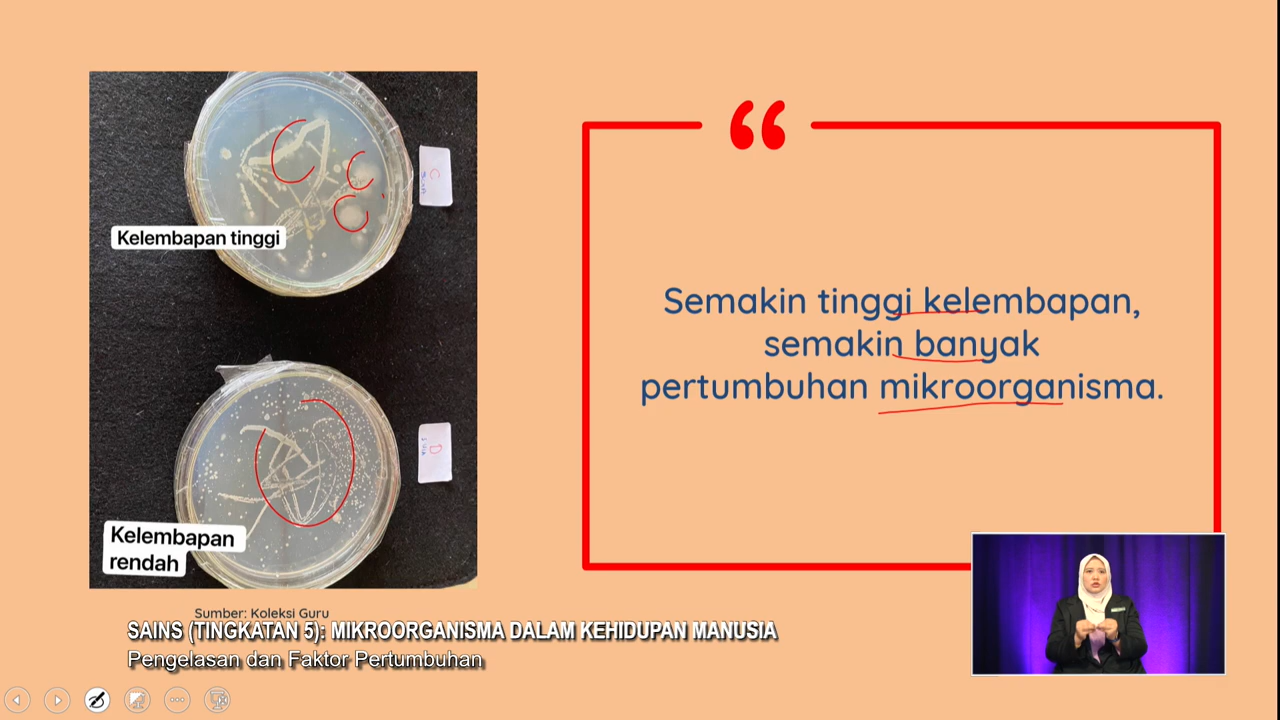 Kelembapan tinggi
C
Kelembapan
rendah
D
“
Semakin tinggi kelembapan,
semakin banyak
pertumbuhan mikroorganisma.
Sumber: Koleksi Guru
SAINS (TINGKATAN 5): MIKROORGANISMA DALAM KEHIDUPAN MANUSIA
Pengelasan dan Faktor Pertumbuhan